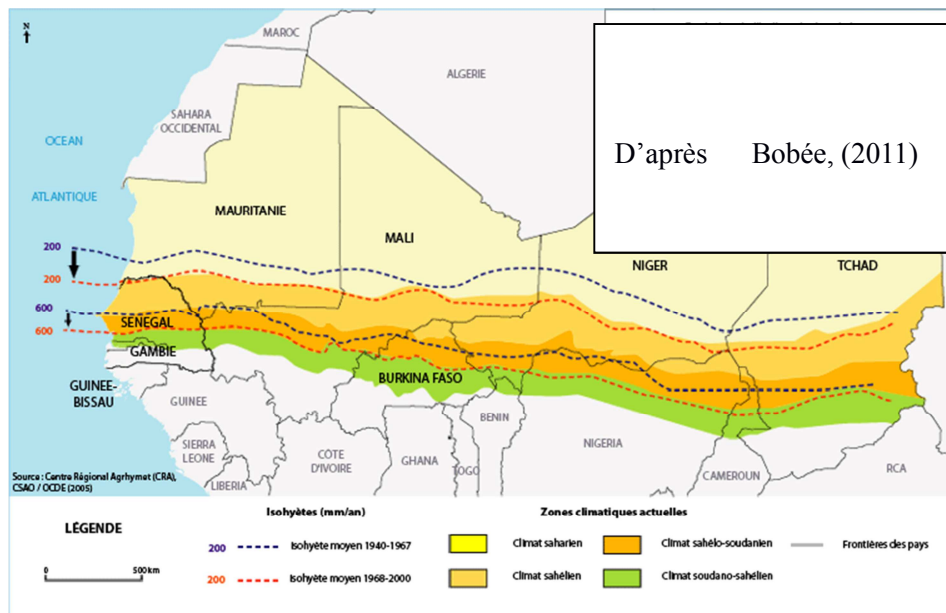 N
MAROC
ALGERIE
SAHARA
OCCIDENTAL
D'après Bobée, (2011)
OCEAN
ATLANTIQUE
MAURITANIE
MALI
NIGER
TCHAD
200
200
600
600
SENEGAL
GAMBIE
GUINEE-
BISSAU
GUINEE
BURKINA FASO
BENIN
NIGERIA
SIERRA
LEONE
CÔTE
D'IVOIRE
GHANA
TOGO
LIBERIA
CAMEROUN
RCA
Source : Centre Régional Agrhymet (CRA),
CSAO / OCDE (2005)
LÉGENDE
0 500 km
Isohyètes (mm/an)
200 Isohyète moyen 1940-1967
200 Isohyète moyen 1968-2000
Zones climatiques actuelles
Climat saharien
Climat sahélien
Climat sahélo-soudanien
Climat soudano-sahélien
Frontières des pays